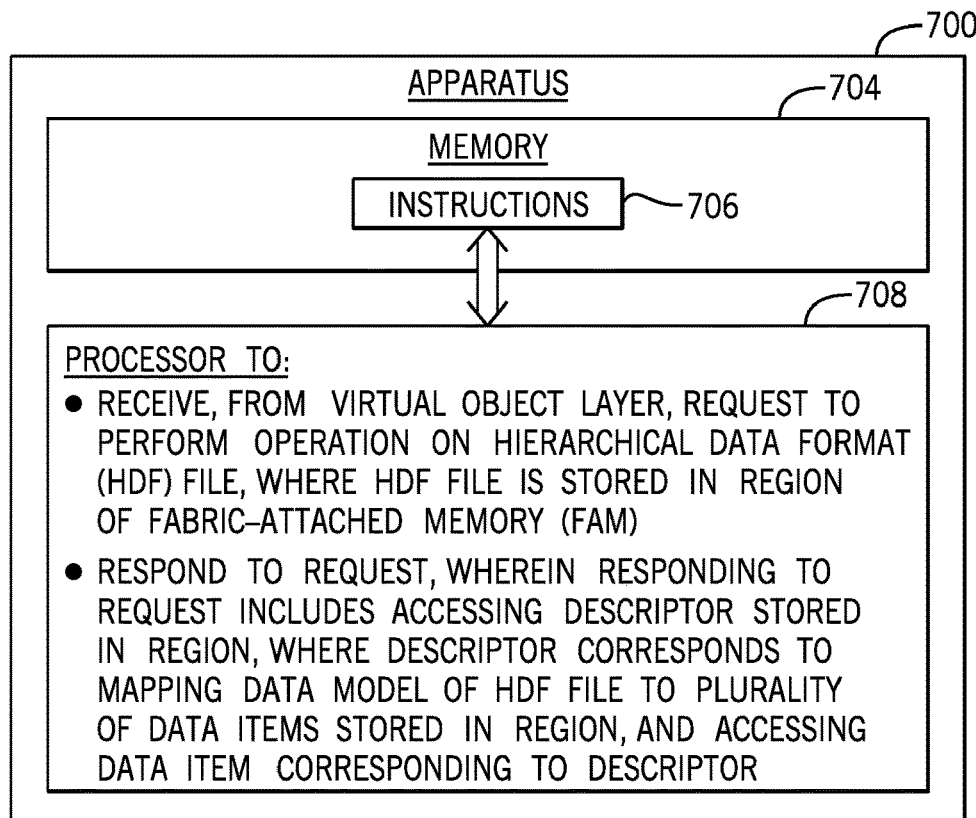 700
APPARATUS
704
MEMORY
INSTRUCTIONS
706
708
PROCESSOR TO:
● RECEIVE, FROM VIRTUAL OBJECT LAYER, REQUEST TO
PERFORM OPERATION ON HIERARCHICAL DATA FORMAT
(HDF) FILE, WHERE HDF FILE IS STORED IN REGION
OF FABRIC-ATTACHED MEMORY (FAM)
● RESPOND TO REQUEST, WHEREIN RESPONDING TO
REQUEST INCLUDES ACCESSING DESCRIPTOR STORED
IN REGION, WHERE DESCRIPTOR CORRESPONDS TO
MAPPING DATA MODEL OF HDF FILE TO PLURALITY
OF DATA ITEMS STORED IN REGION, AND ACCESSING
DATA ITEM CORRESPONDING TO DESCRIPTOR